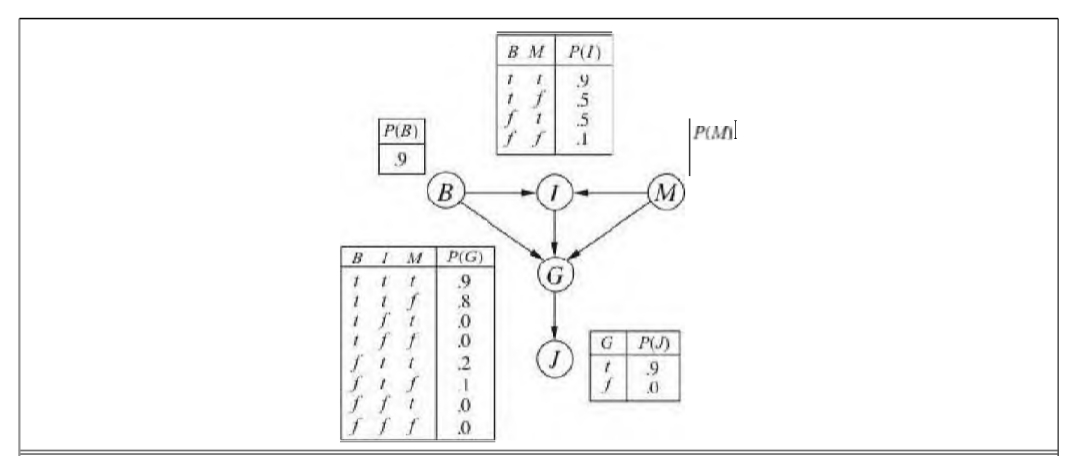 B M P(I)
t t .9
t f .5
f t .5
f f .1
P(B)
.9
P(M)
B
I
M
B I M P(G)
t t t .9
t t f .8
t f t .0
t f f .0
f t t .2
f t f .1
f f t .0
f f f .0
G
J
G P(J)
t .9
f .0